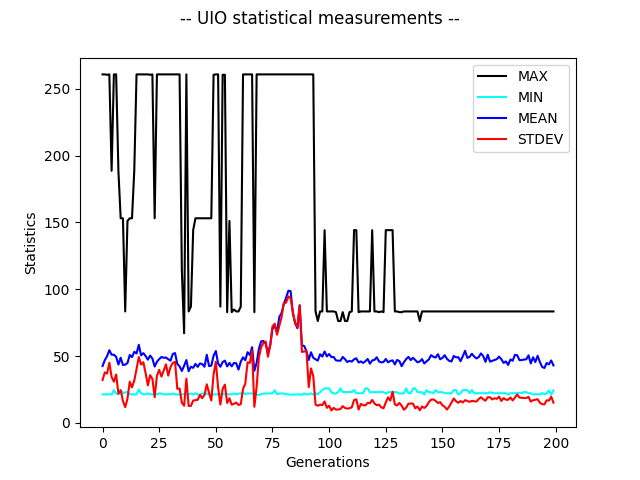 -- UIO statistical measurements --
MAX
MIN
MEAN
STDEV
250
200
150
100
50
0
Statistics
0 25 50 75 100 125 150 175 200
Generations